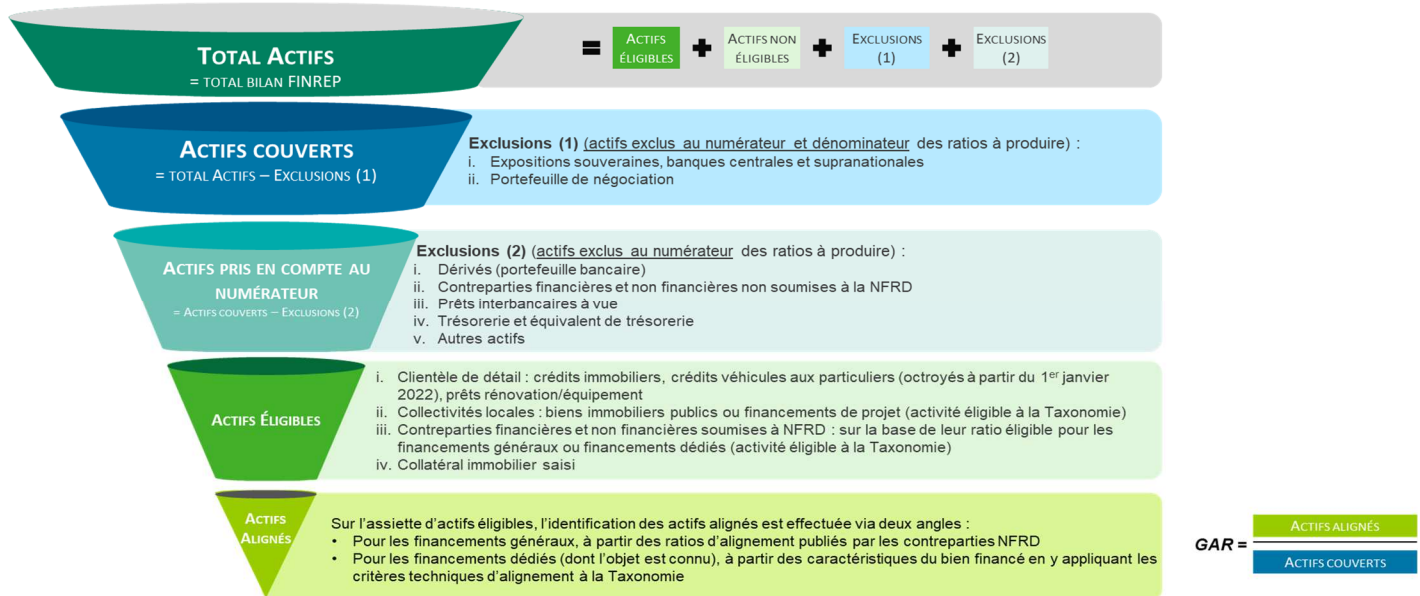 TOTAL ACTIFS
= TOTAL BILAN FINREP
= ACTIFS ÉLIGIBLES + ACTIFS NON ÉLIGIBLES + EXCLUSIONS (1) + EXCLUSIONS (2)
ACTIFS COUVERTS
= TOTAL ACTIFS – EXCLUSIONS (1)
Exclusions (1) (actifs exclus au numérateur et dénominateur des ratios à produire) :
i. Expositions souveraines, banques centrales et supranationales
ii. Portefeuille de négociation
ACTIFS PRIS EN COMPTE AU
NUMÉRATEUR
= ACTIFS COUVERTS – EXCLUSIONS (2)
Exclusions (2) (actifs exclus au numérateur des ratios à produire) :
i. Dérivés (portefeuille bancaire)
ii. Contreparties financières et non financières non soumises à la NFRD
iii. Prêts interbancaires à vue
iv. Trésorerie et équivalent de trésorerie
v. Autres actifs
ACTIFS ÉLIGIBLES
i. Clientèle de détail : crédits immobiliers, crédits véhicules aux particuliers (octroyés à partir du 1er janvier
2022), prêts rénovation/équipement
ii. Collectivités locales : biens immobiliers publics ou financements de projet (activité éligible à la Taxonomie)
iii. Contreparties financières et non financières soumises à NFRD : sur la base de leur ratio éligible pour les
financements généraux ou financements dédiés (activité éligible à la Taxonomie)
iv. Collatéral immobilier saisi
ACTIFS
ALIGNÉS
Sur l'assiette d'actifs éligibles, l'identification des actifs alignés est effectuée via deux angles :
• Pour les financements généraux, à partir des ratios d'alignement publiés par les contreparties NFRD
• Pour les financements dédiés (dont l'objet est connu), à partir des caractéristiques du bien financé en y appliquant les
critères techniques d'alignement à la Taxonomie
GAR =
ACTIFS ALIGNÉS
ACTIFS COUVERTS